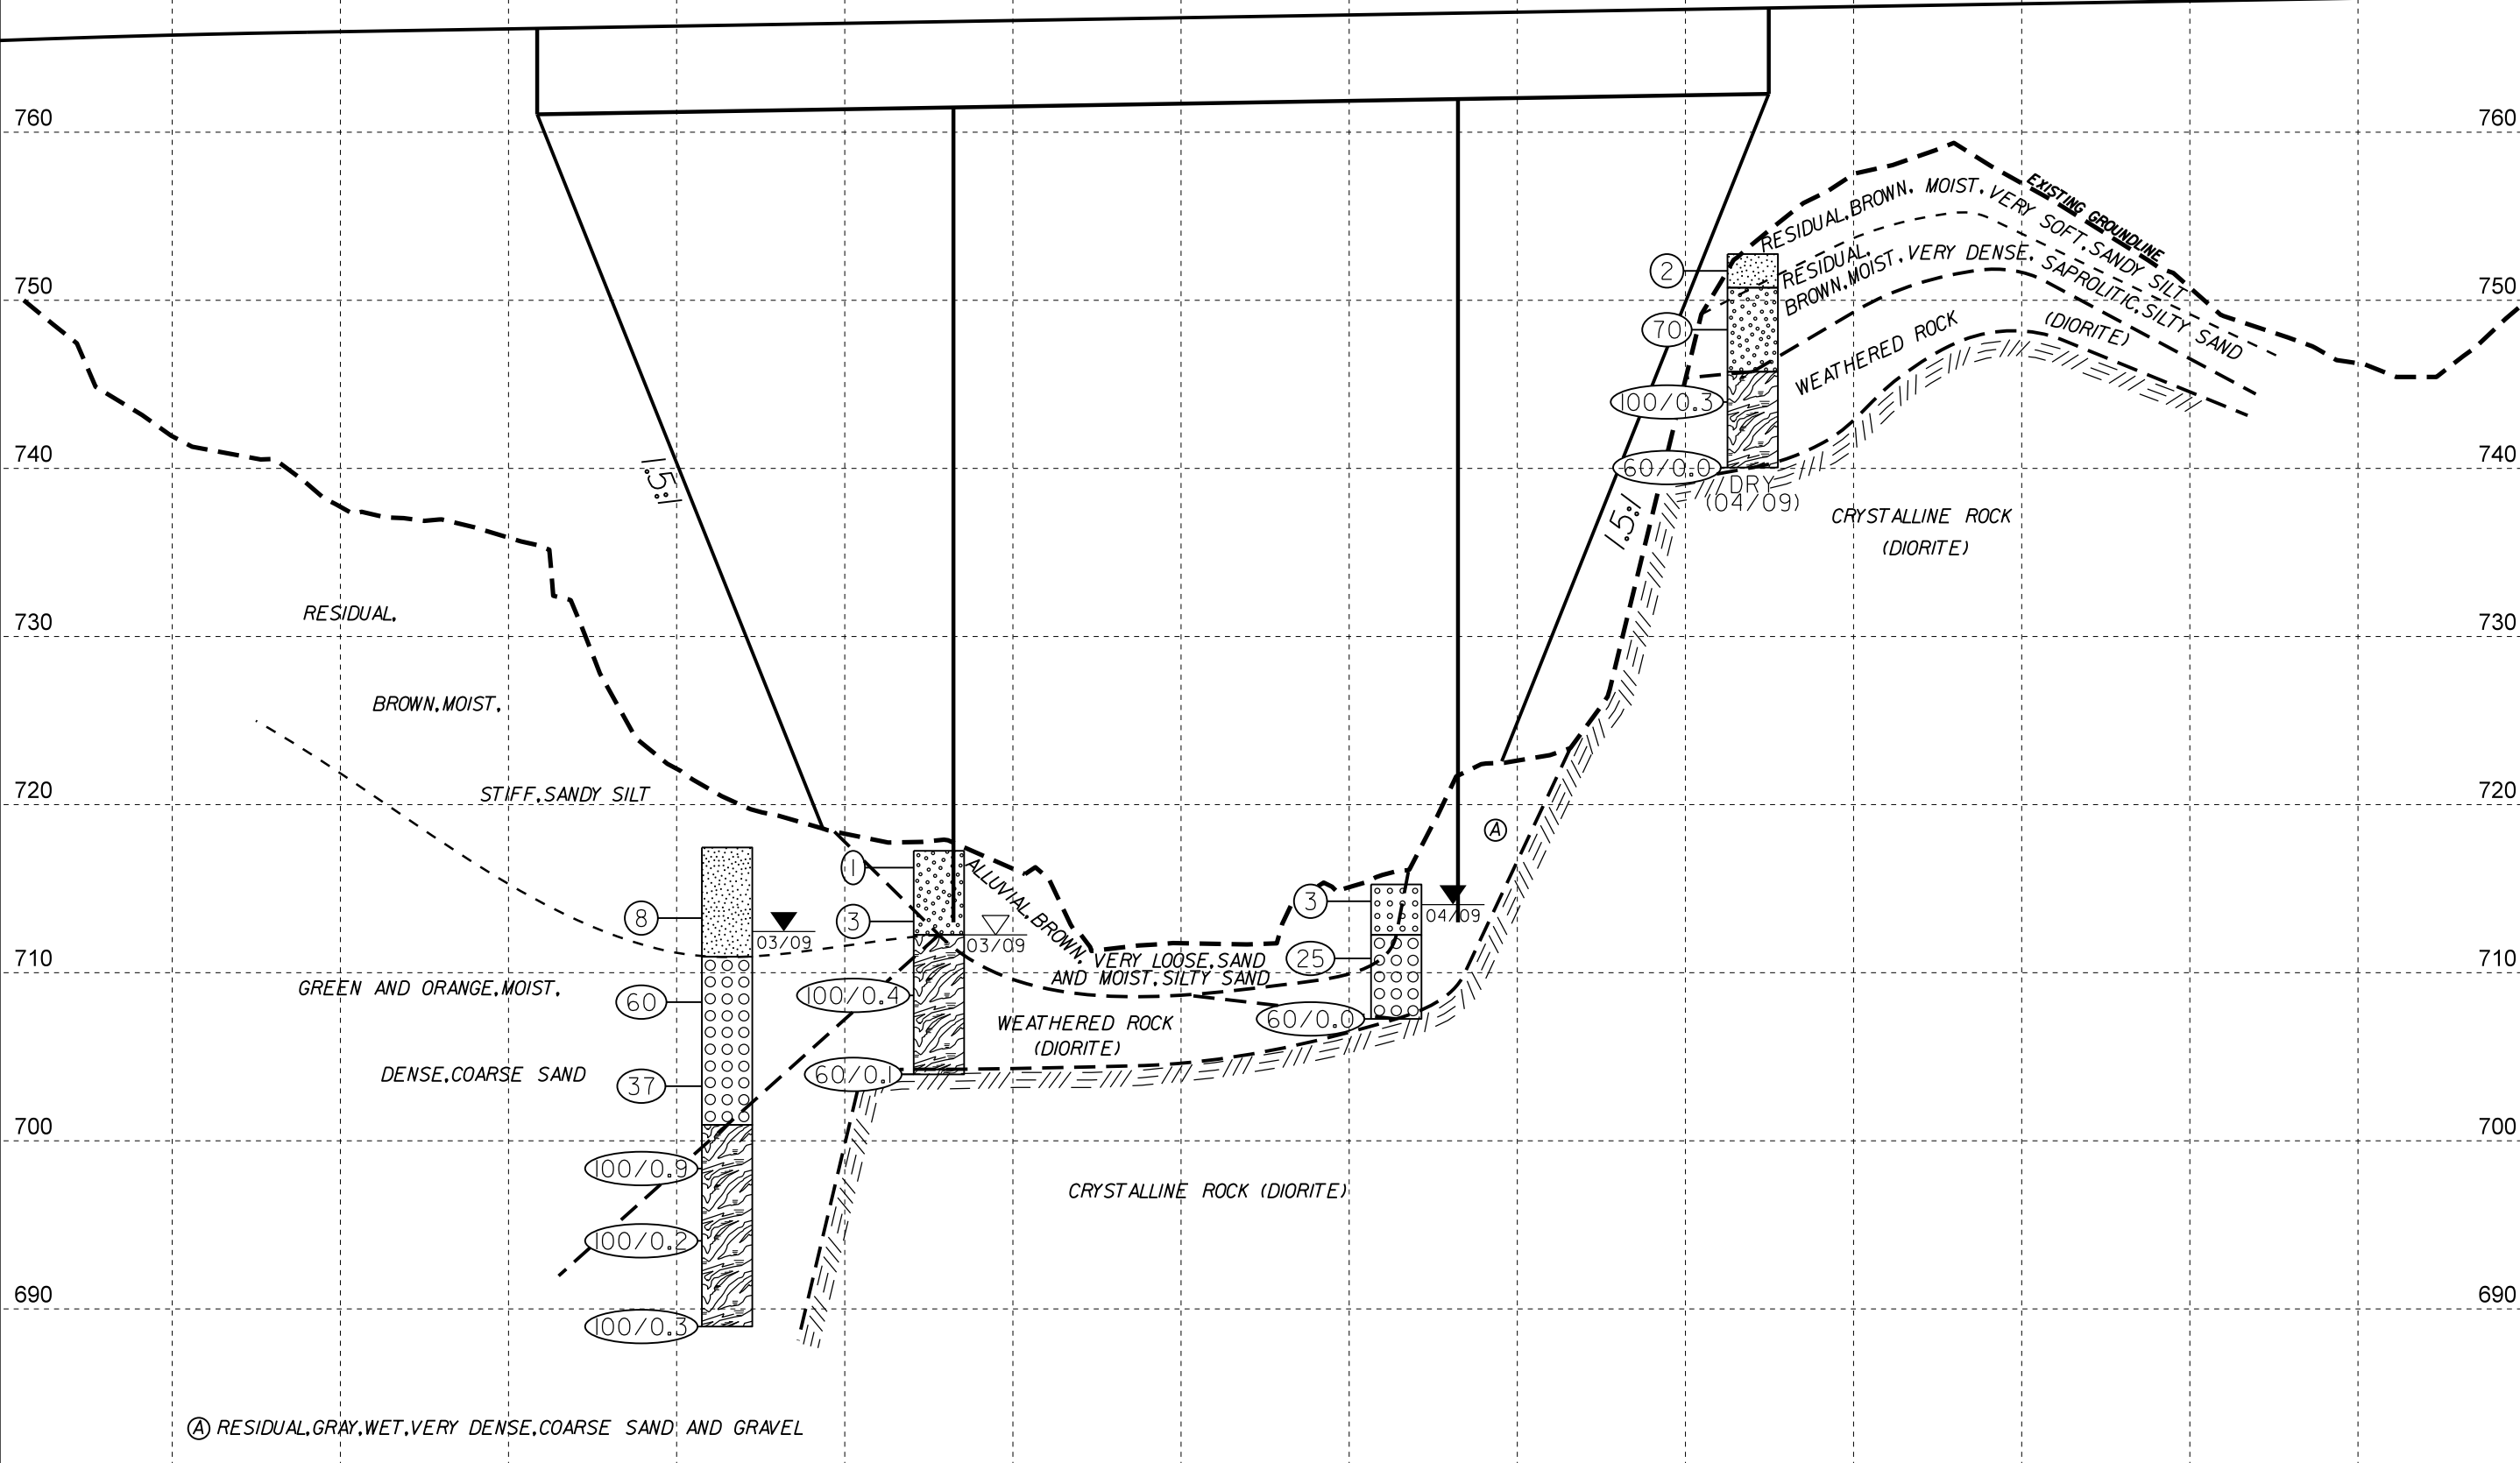 760 760
EXISTING GROUNDLINE
RESIDUAL, BROWN, MOIST, VERY SOFT, SANDY SILT
RESIDUAL,
BROWN, MOIST, VERY DENSE, SAPROLITIC, SILTY SAND
2
750 750
70
WEATHERED ROCK (DIORITE)
100/0.3
740 740
60/0.0
1.5:1
DRY
(04/09)
1.5:1
CRYSTALLINE ROCK
(DIORITE)
RESIDUAL,
730 730
BROWN, MOIST,
STIFF, SANDY SILT
720 720
A
1
ALLUVIAL, BROWN,
3
04/09
8
3
03/09
03/09
VERY LOOSE, SAND
AND MOIST, SILTY SAND
25
710 710
GREEN AND ORANGE, MOIST,
100/0.4
60
60/0.0
WEATHERED ROCK
(DIORITE)
DENSE, COARSE SAND
60/0.1
37
700 700
100/0.9
CRYSTALLINE ROCK (DIORITE)
100/0.2
690 690
100/0.3
A RESIDUAL, GRAY, WET, VERY DENSE, COARSE SAND AND GRAVEL